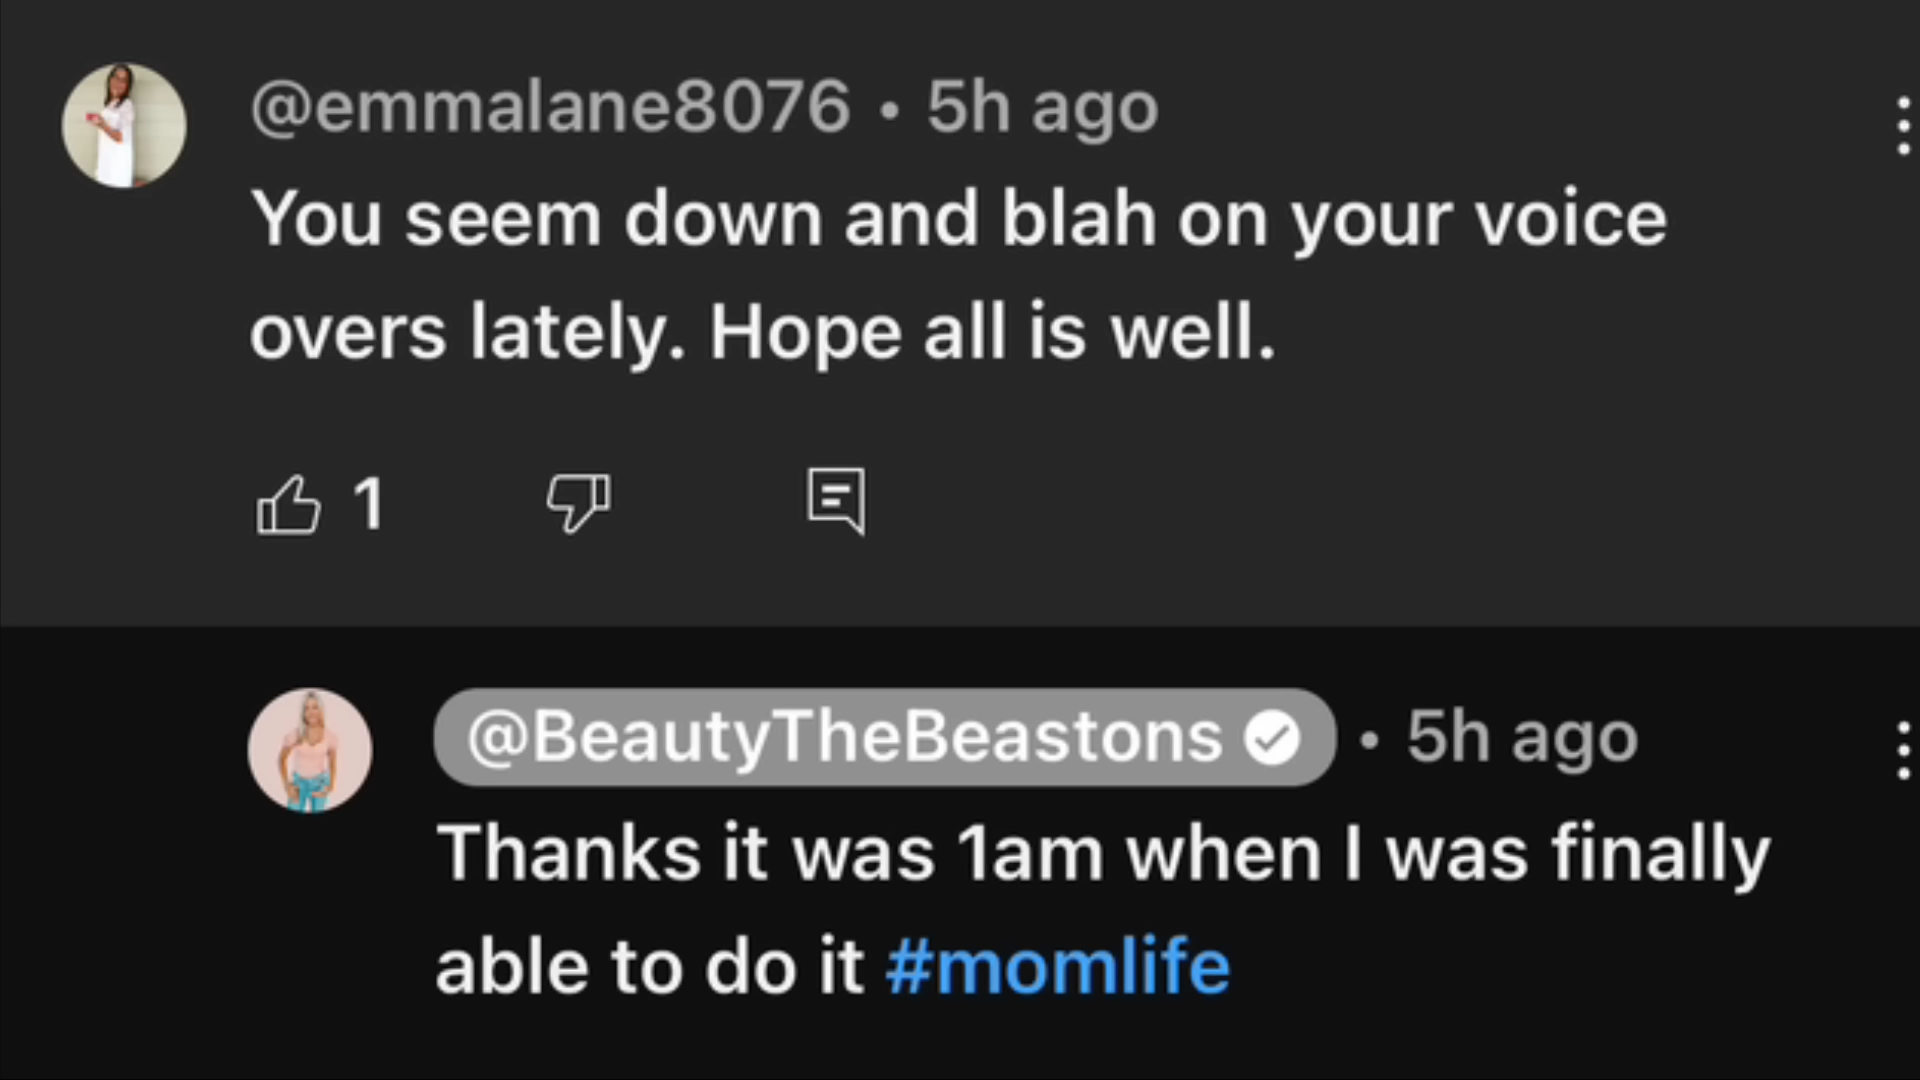 @emmalane8076 • 5h ago
You seem down and blah on your voice
overs lately. Hope all is well.
1
@BeautyTheBeastons • 5h ago
Thanks it was 1am when I was finally
able to do it #momlife